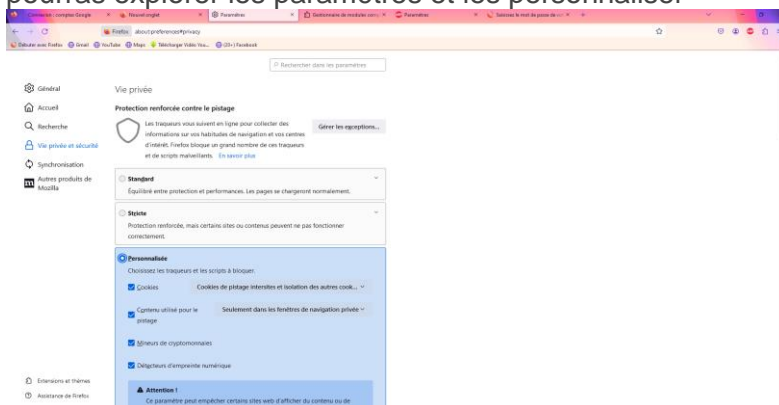 pourras explorer les paramètres et les personnaliser
Connexion - comptes Google
Nouvel onglet
Paramètres
Gestionnaire de modules
Paramètres
Saisissez le mot de passe de
Firefox about:preferences#privacy
Débuter avec Firefox Gmail YouTube Maps Télécharger Vidéo You... (25+) Facebook
Rechercher dans les paramètres
Général
Accueil
Recherche
Vie privée et sécurité
Synchronisation
Autres produits de
Mozilla
Extensions et thèmes
Assistance de Firefox
Vie privée
Protection renforcée contre le pistage
Les traqueurs vous suivent en ligne pour collecter des
informations sur vos habitudes de navigation et vos centres
d'intérêt. Firefox bloque un grand nombre de ces traqueurs
et de scripts malveillants. En savoir plus
Gérer les exceptions...
Standard
Équilibré entre protection et performances. Les pages se chargeront normalement.
Stricte
Protection renforcée, mais certains sites ou contenus peuvent ne pas fonctionner
correctement.
Personnalisée
Choisissez les traqueurs et les scripts à bloquer.
Cookies Cookies de pistage intersites et isolation des autres cook...
Contenu utilisé pour le
pistage
Seulement dans les fenêtres de navigation privée
Mineurs de cryptomonnaies
Détecteurs d'empreinte numérique
Attention !
Ce paramètre peut empêcher certains sites web d'afficher du contenu ou de